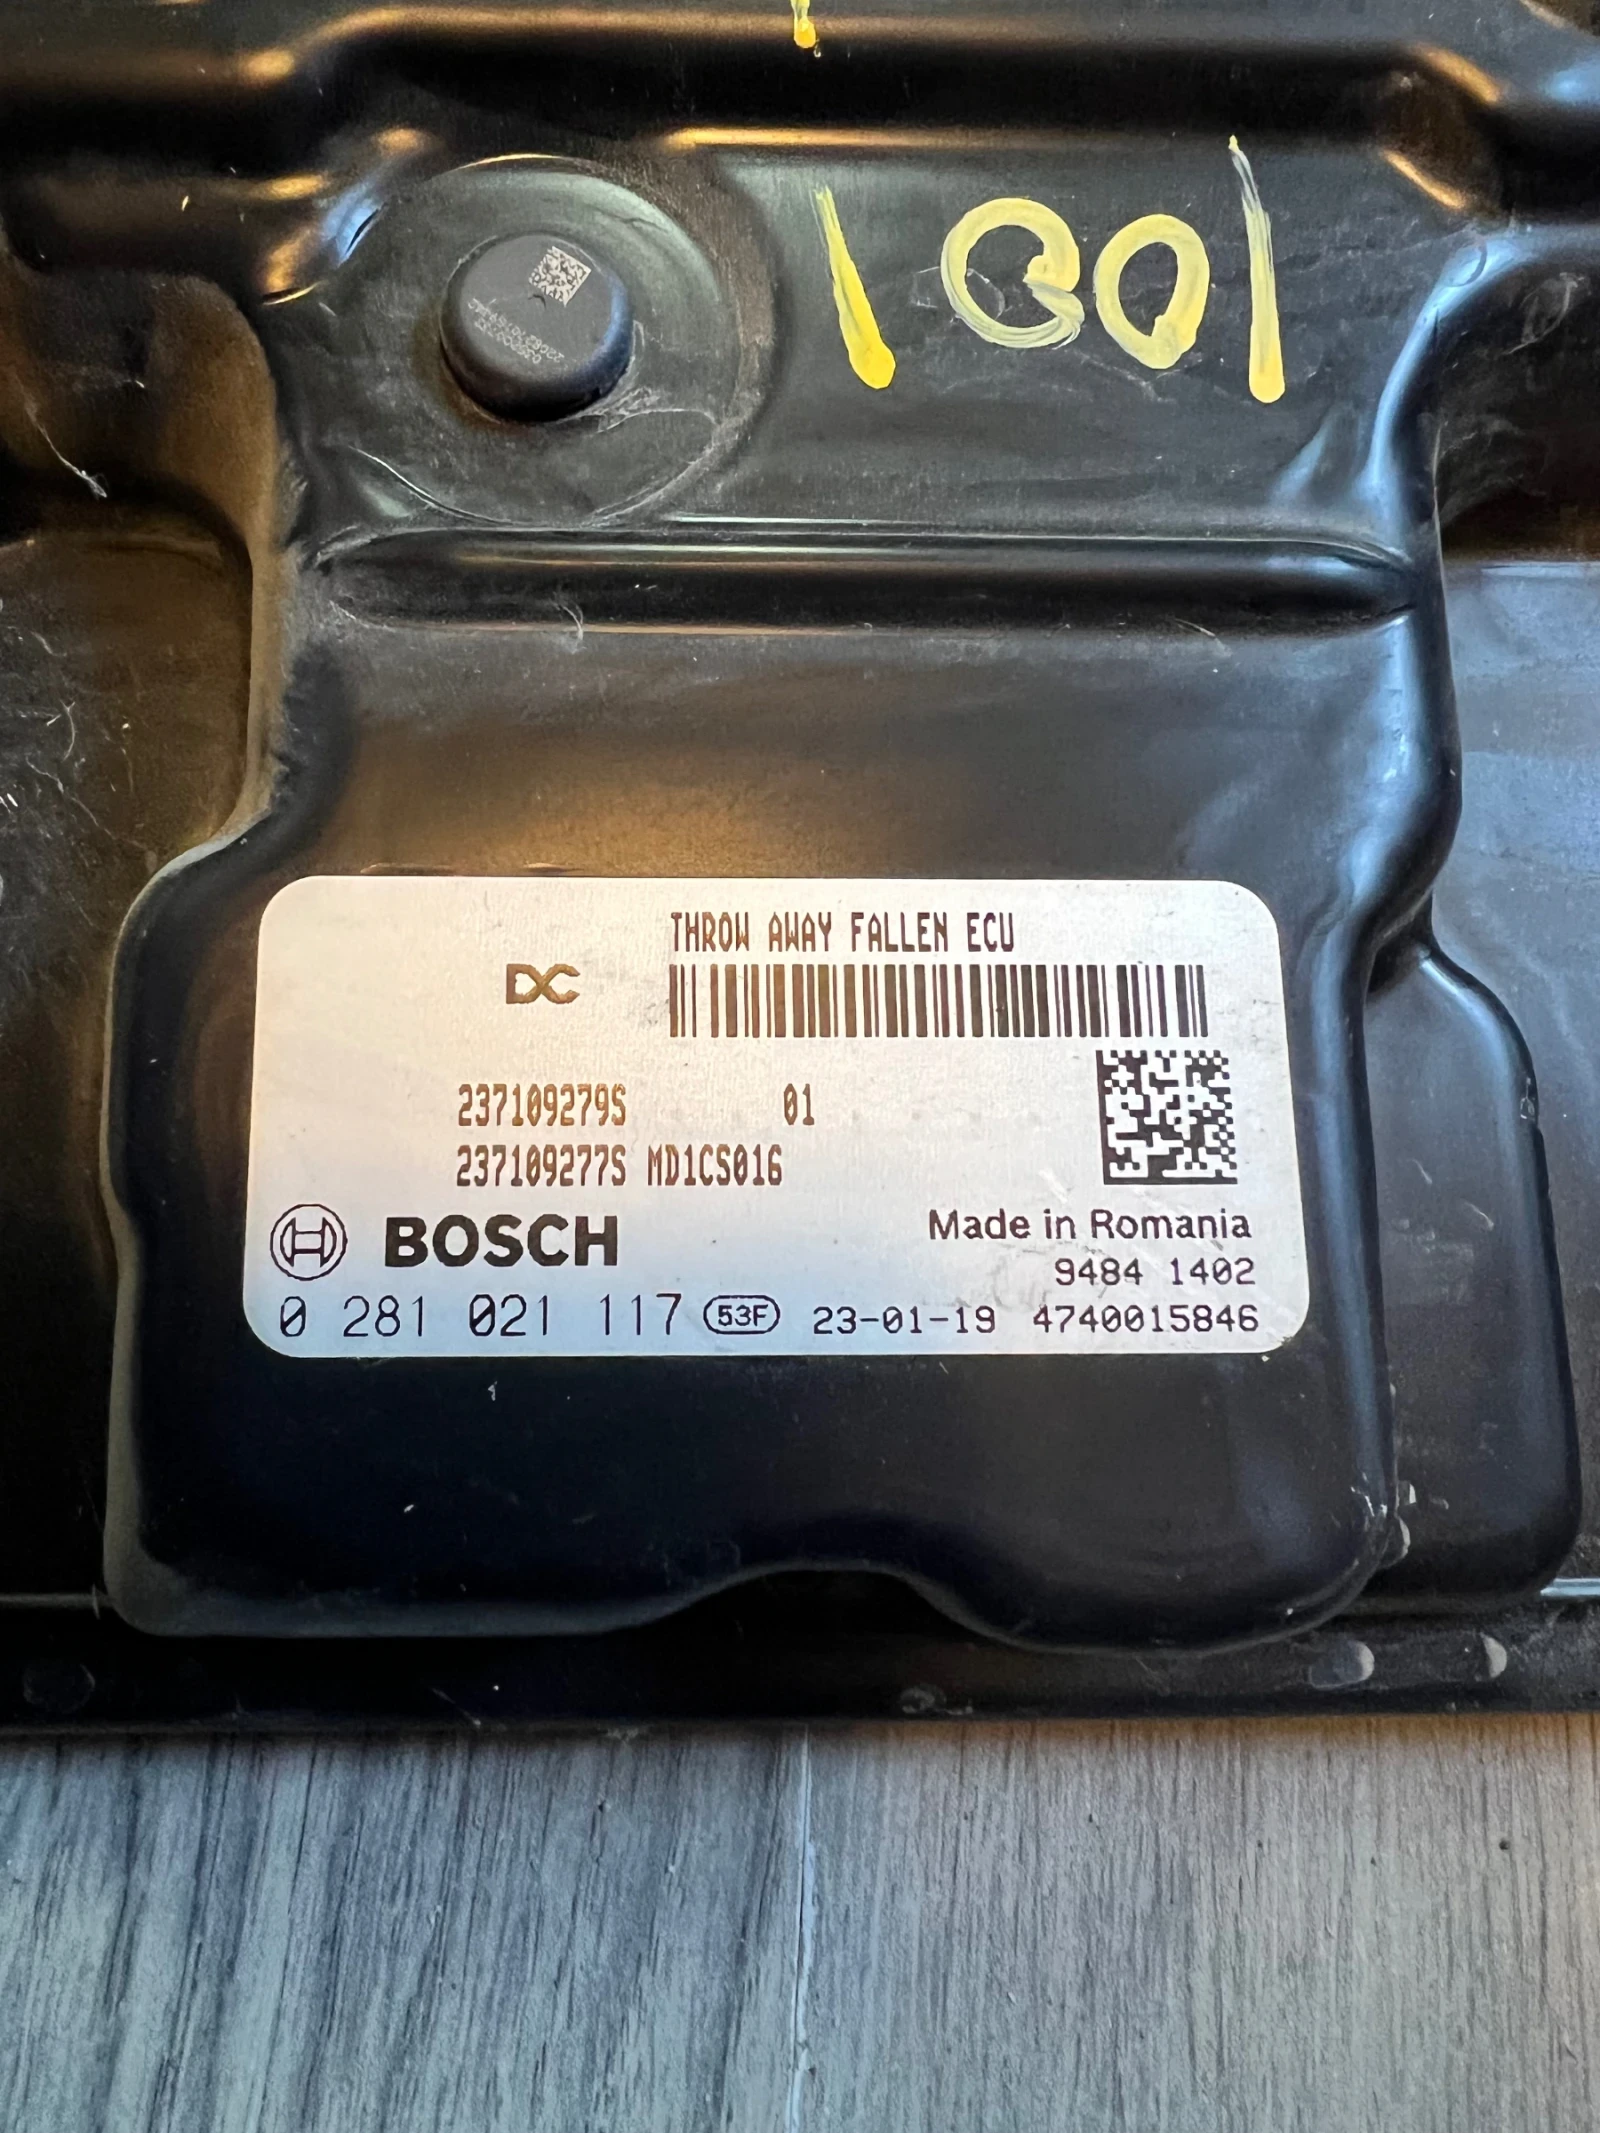 1001
THROW AWAY FALLEN ECU
DC
237109279S 01
237109277S MD1CS016
BOSCH
Made in Romania
9484 1402
0 281 021 117 53F 23-01-19 4740015846